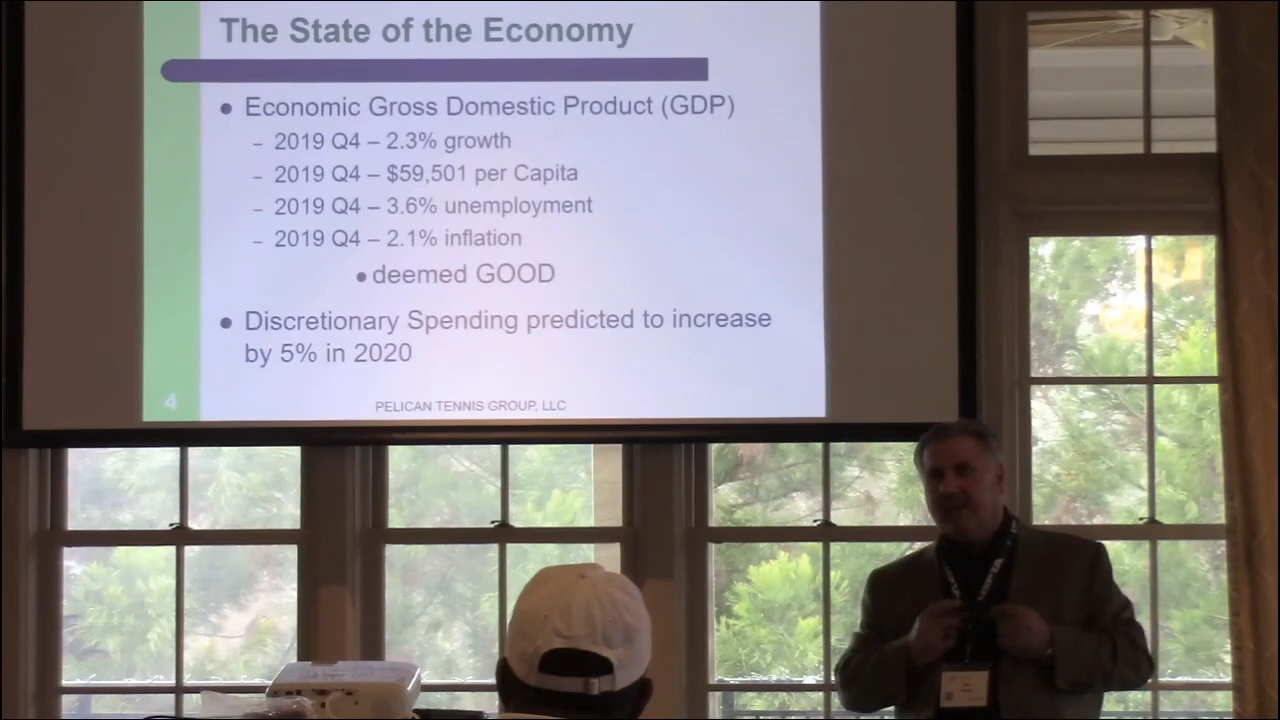 The State of the Economy
● Economic Gross Domestic Product (GDP)
– 2019 Q4 – 2.3% growth
– 2019 Q4 – $59,501 per Capita
– 2019 Q4 – 3.6% unemployment
– 2019 Q4 – 2.1% inflation
● deemed GOOD
● Discretionary Spending predicted to increase
by 5% in 2020
4
PELICAN TENNIS GROUP, LLC